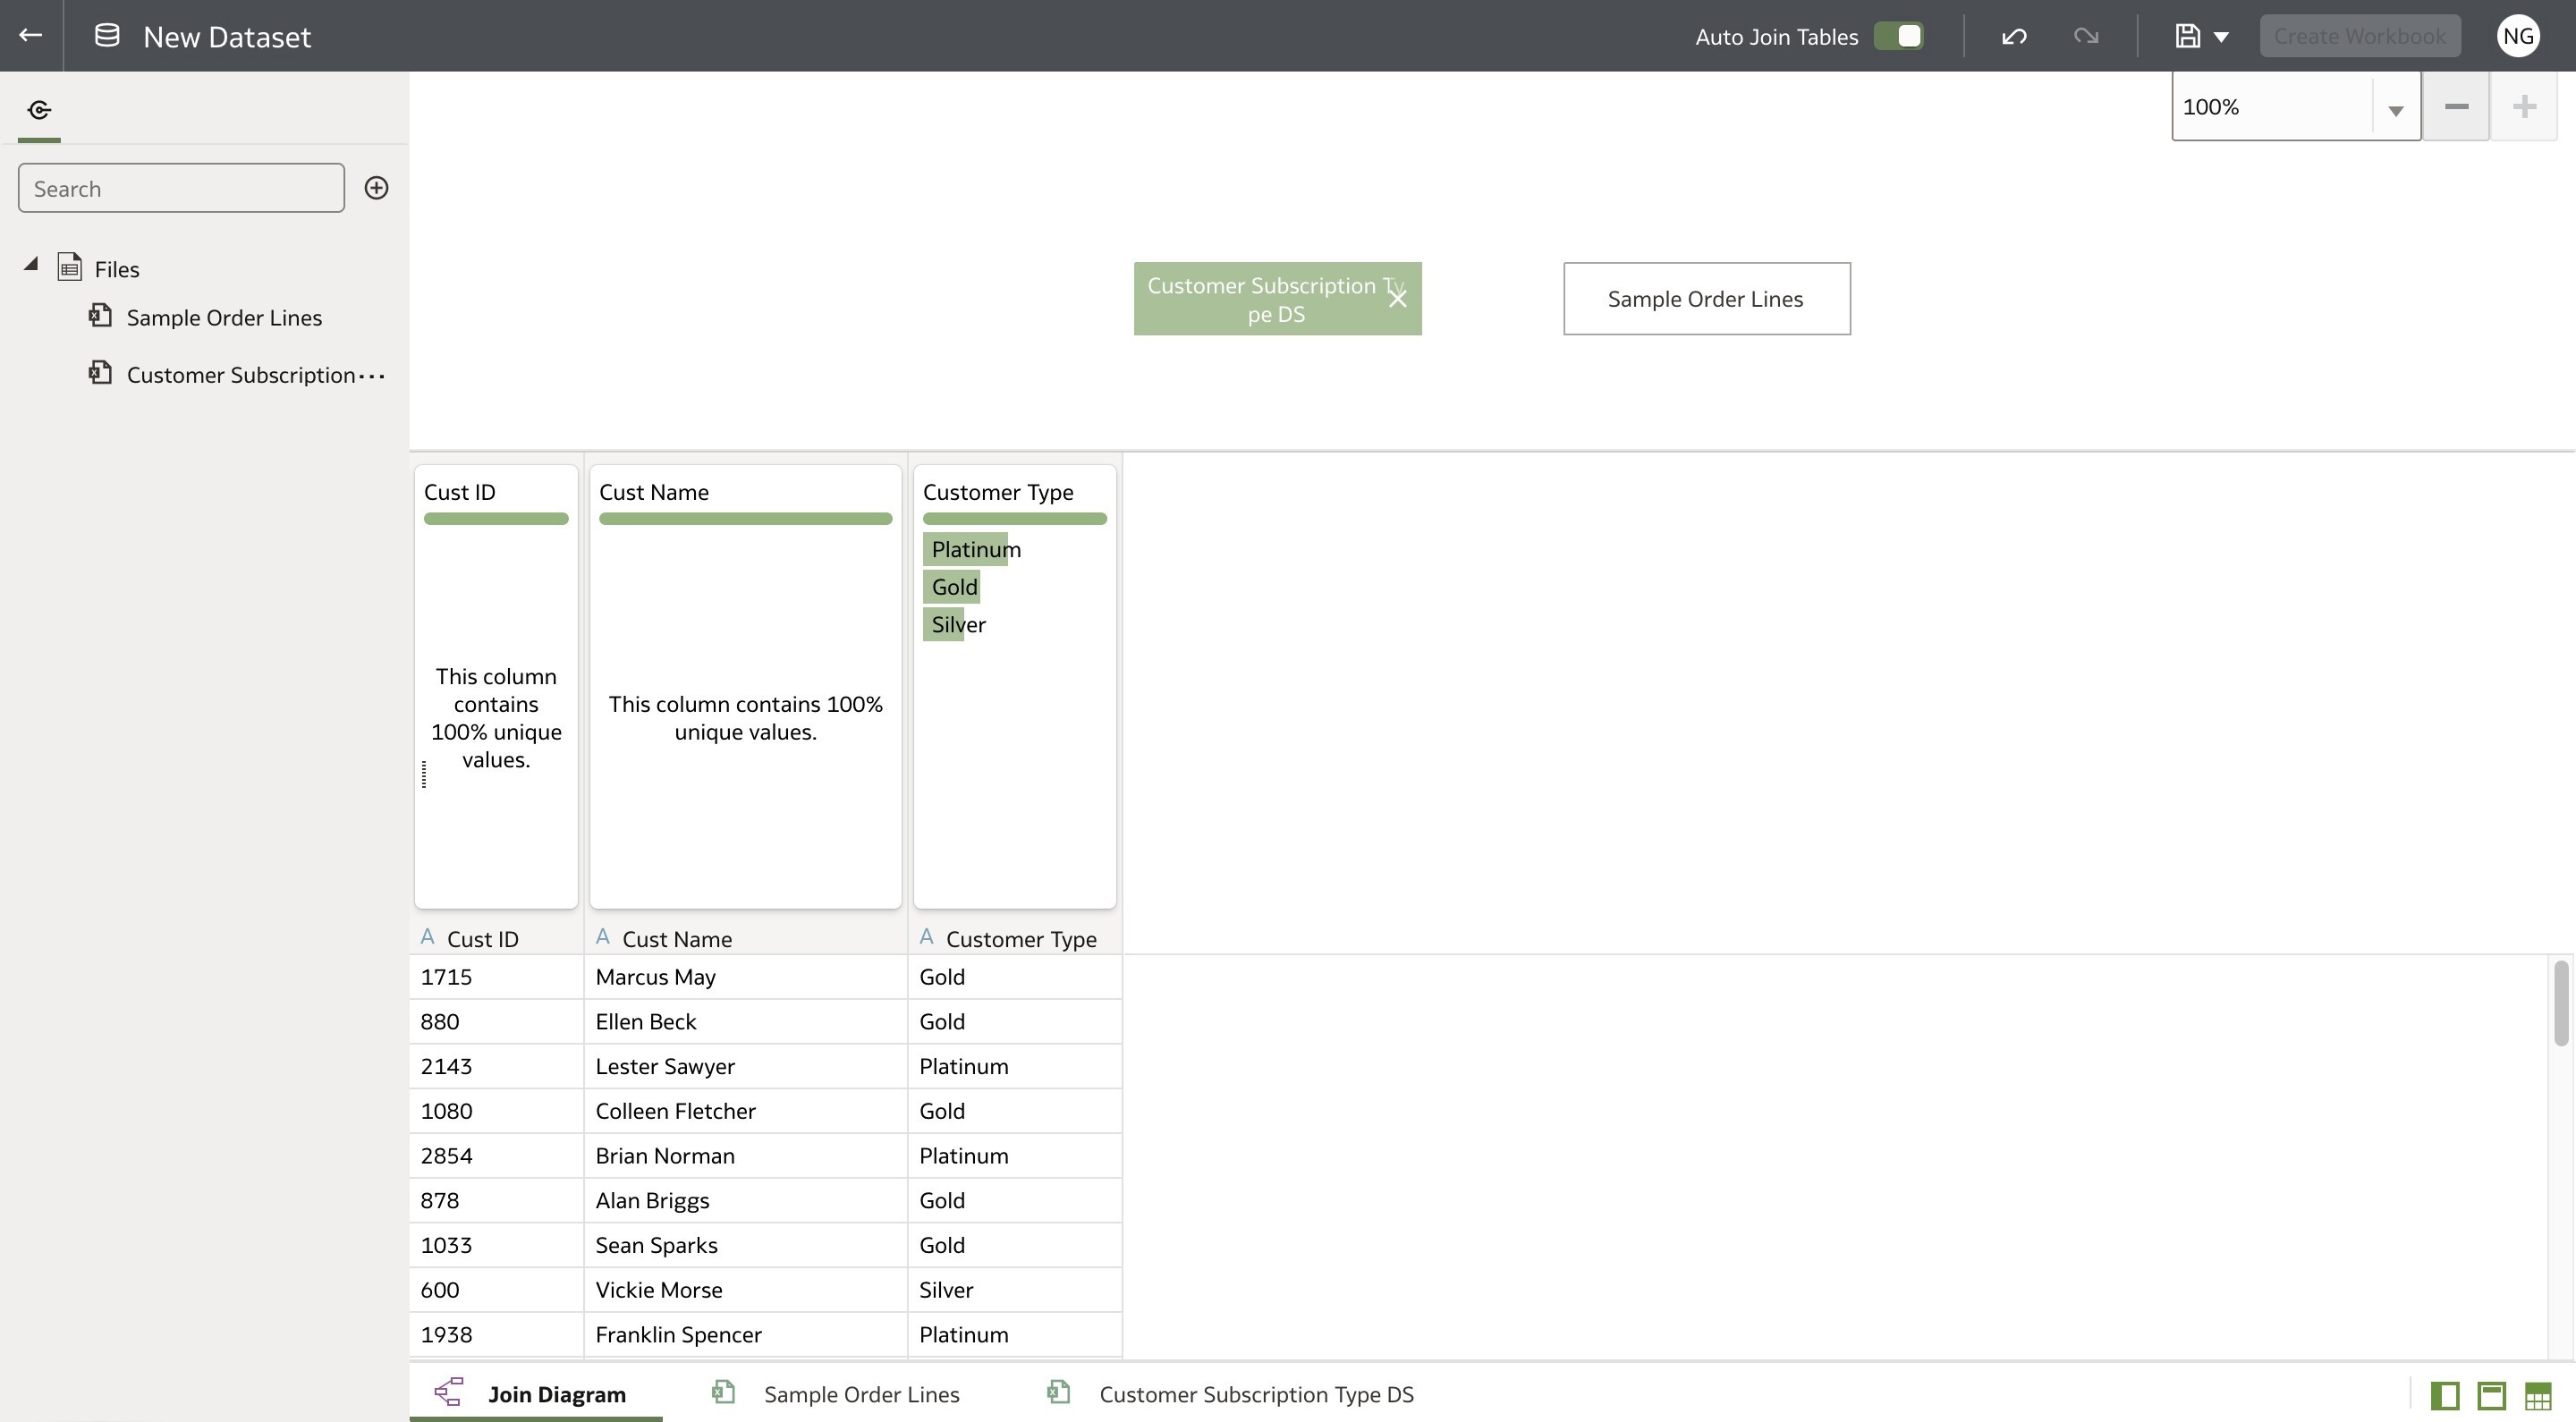 New Dataset
Auto Join Tables
Create Workbook
NG
100%
Search
Files
Sample Order Lines
Customer Subscription...
Customer Subscription Ty
pe DS
Sample Order Lines
Cust ID
Cust Name
Customer Type
Platinum
Gold
Silver
This column
contains
100% unique
values.
This column contains 100%
unique values.
A Cust ID
A Cust Name
A Customer Type
1715 Marcus May Gold
880 Ellen Beck Gold
2143 Lester Sawyer Platinum
1080 Colleen Fletcher Gold
2854 Brian Norman Platinum
878 Alan Briggs Gold
1033 Sean Sparks Gold
600 Vickie Morse Silver
1938 Franklin Spencer Platinum
Join Diagram
Sample Order Lines
Customer Subscription Type DS